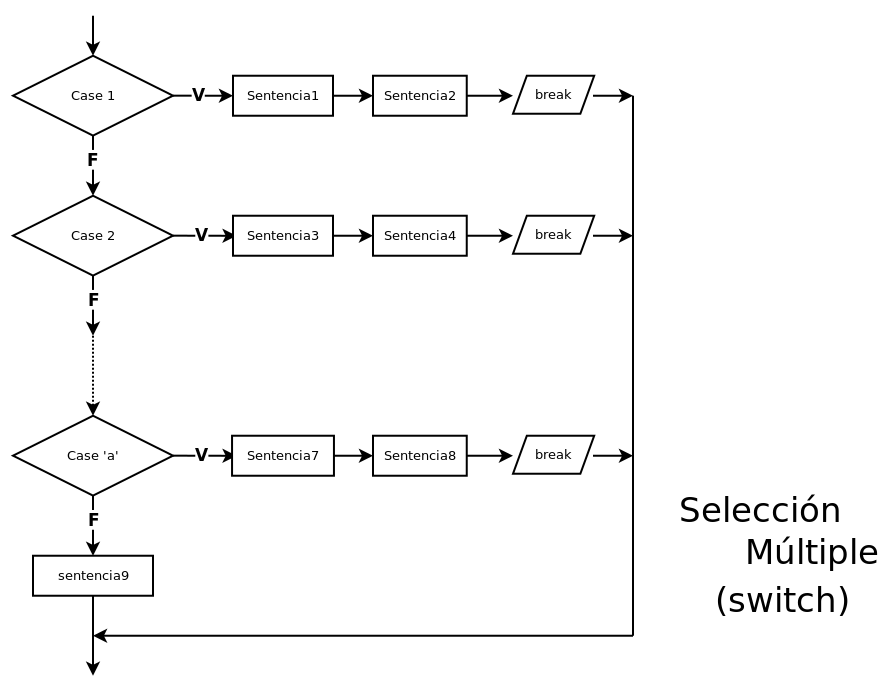 Case 1
V
Sentencia1
Sentencia2
break
F
Case 2
V
Sentencia3
Sentencia4
break
F
Case 'a'
V
Sentencia7
Sentencia8
break
F
sentencia9
Selección
Múltiple
(switch)